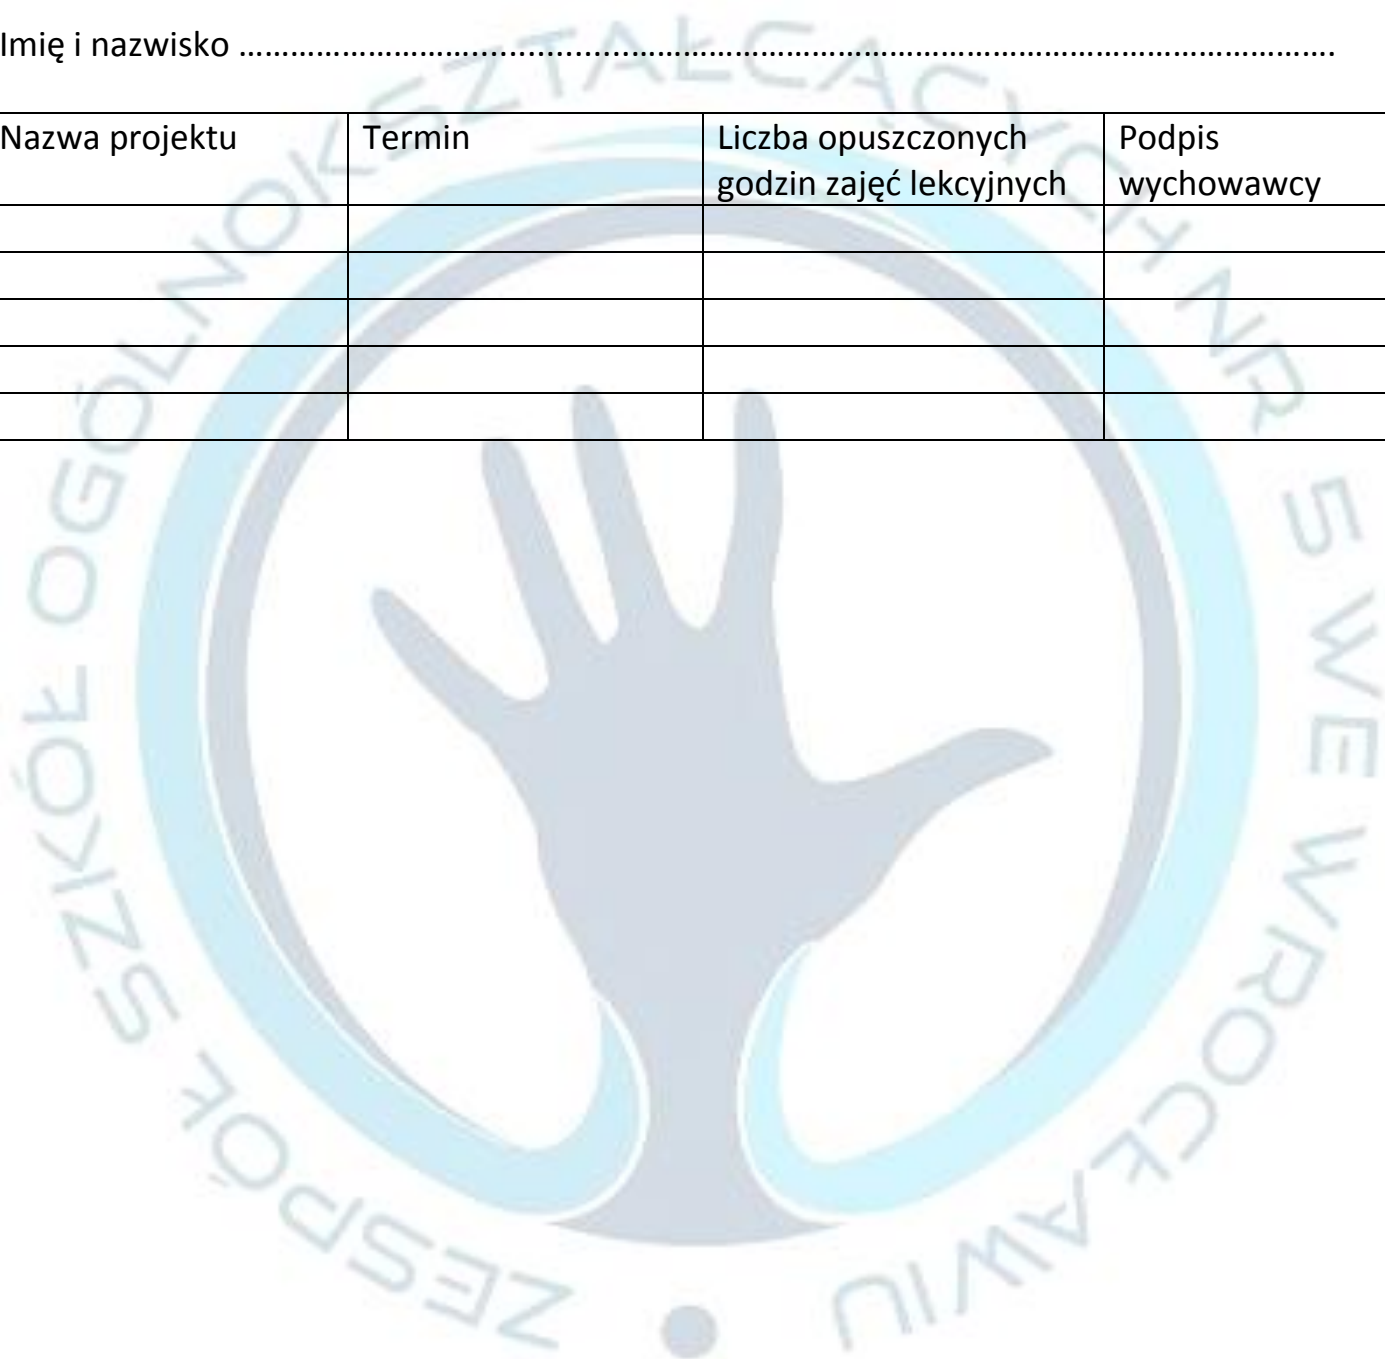 Imię i nazwisko ……………………………………………………………………………………………………………….
Nazwa projektu
Termin
Liczba opuszczonych
godzin zajęć lekcyjnych
Podpis
wychowawcy
ZESPÓŁ SZKÓŁ OGÓLNOKSZTAŁCĄCYCH NR 5 WE WROCŁAWIU